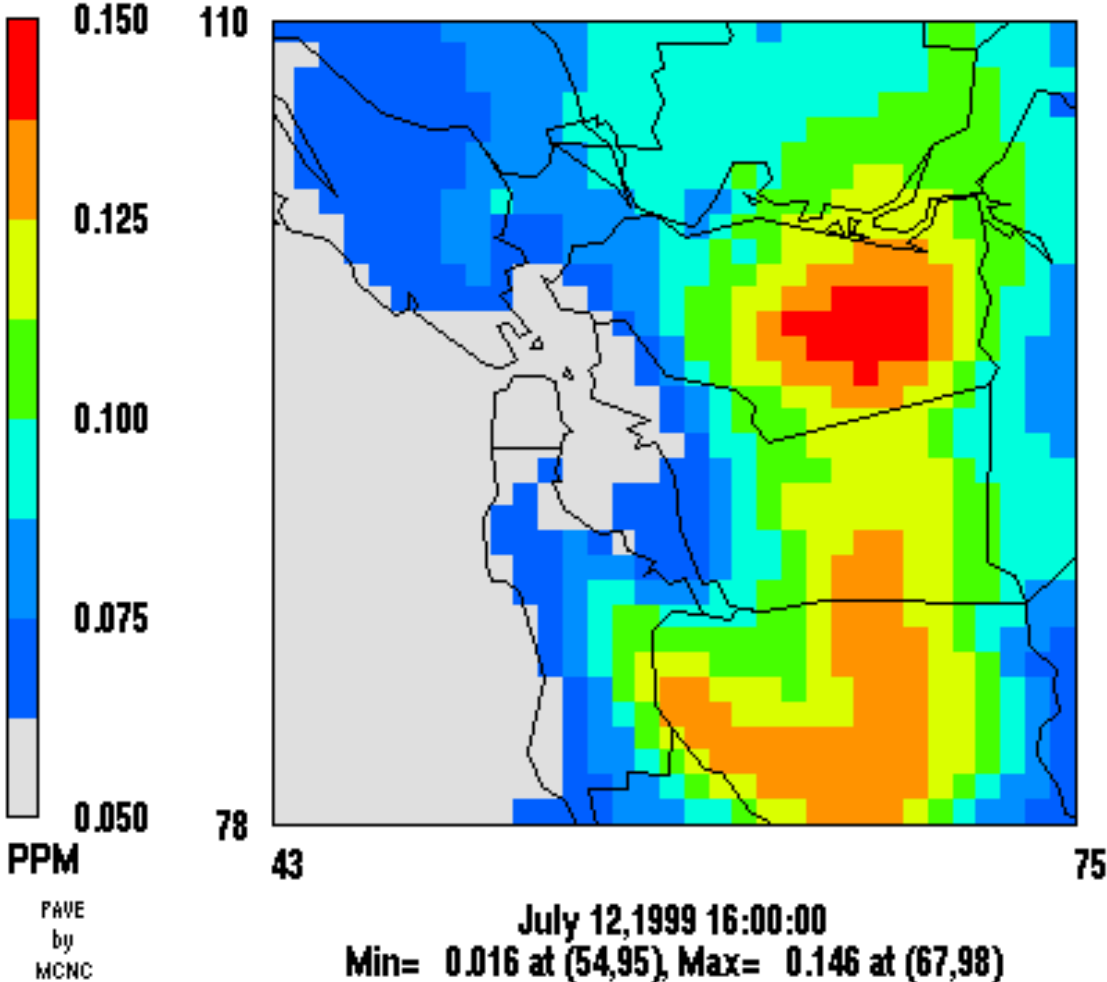 0.150
0.125
0.100
0.075
0.050
PPM
PAVE
by
MCNC
110
78
43
75
July 12,1999 16:00:00
Min= 0.016 at (54,95), Max= 0.146 at (67,98)